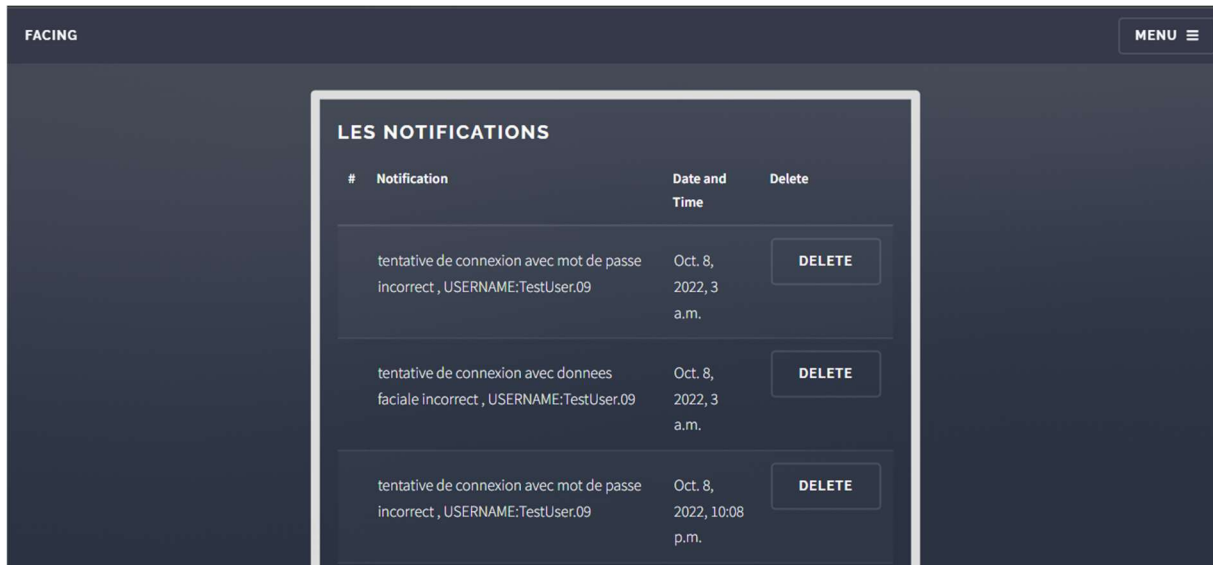 FACING
MENU ☰
LES NOTIFICATIONS
# Notification Date and Delete
Time
tentative de connexion avec mot de passe Oct. 8, DELETE
incorrect , USERNAME:TestUser.09 2022, 3
a.m.
tentative de connexion avec donnees Oct. 8, DELETE
faciale incorrect , USERNAME:TestUser.09 2022, 3
a.m.
tentative de connexion avec mot de passe Oct. 8, DELETE
incorrect , USERNAME:TestUser.09 2022, 10:08
p.m.